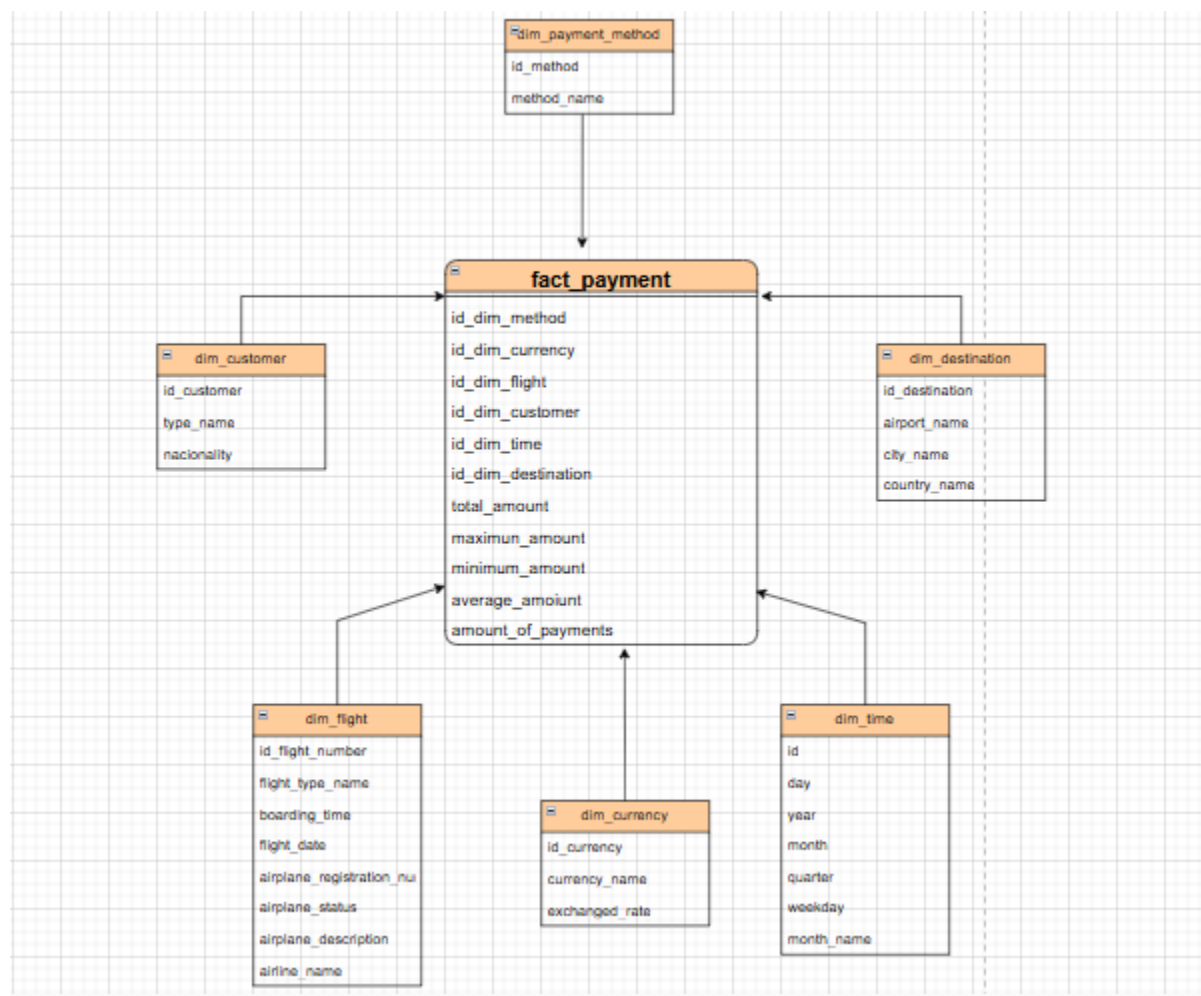 dim_payment_method
id_method
method_name
fact_payment
id_dim_method
id_dim_currency
id_dim_flight
id_dim_customer
id_dim_time
id_dim_destination
total_amount
maximun_amount
minimum_amount
average_amoiunt
amount_of_payments
dim_customer
id_customer
type_name
nacionality
dim_destination
id_destination
airport_name
city_name
country_name
dim_flight
id_flight_number
flight_type_name
boarding_time
flight_date
airplane_registration_nu
airplane_status
airplane_description
airline_name
dim_currency
id_currency
currency_name
exchanged_rate
dim_time
id
day
year
month
quarter
weekday
month_name